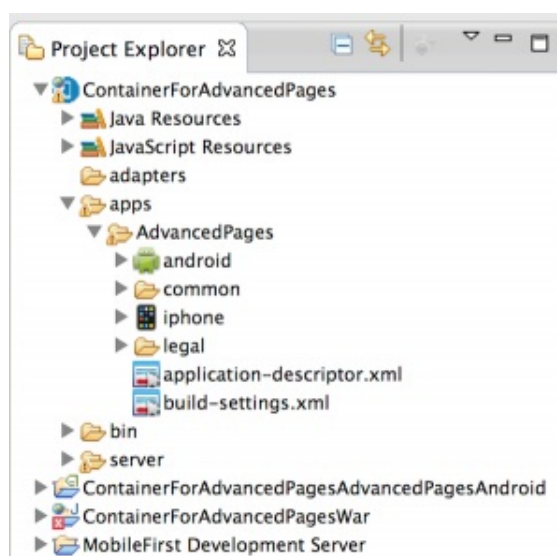 Project Explorer
ContainerForAdvancedPages
Java Resources
JavaScript Resources
adapters
apps
AdvancedPages
android
common
iphone
legal
application-descriptor.xml
build-settings.xml
bin
server
ContainerForAdvancedPagesAdvancedPagesAndroid
ContainerForAdvancedPagesWar
MobileFirst Development Server